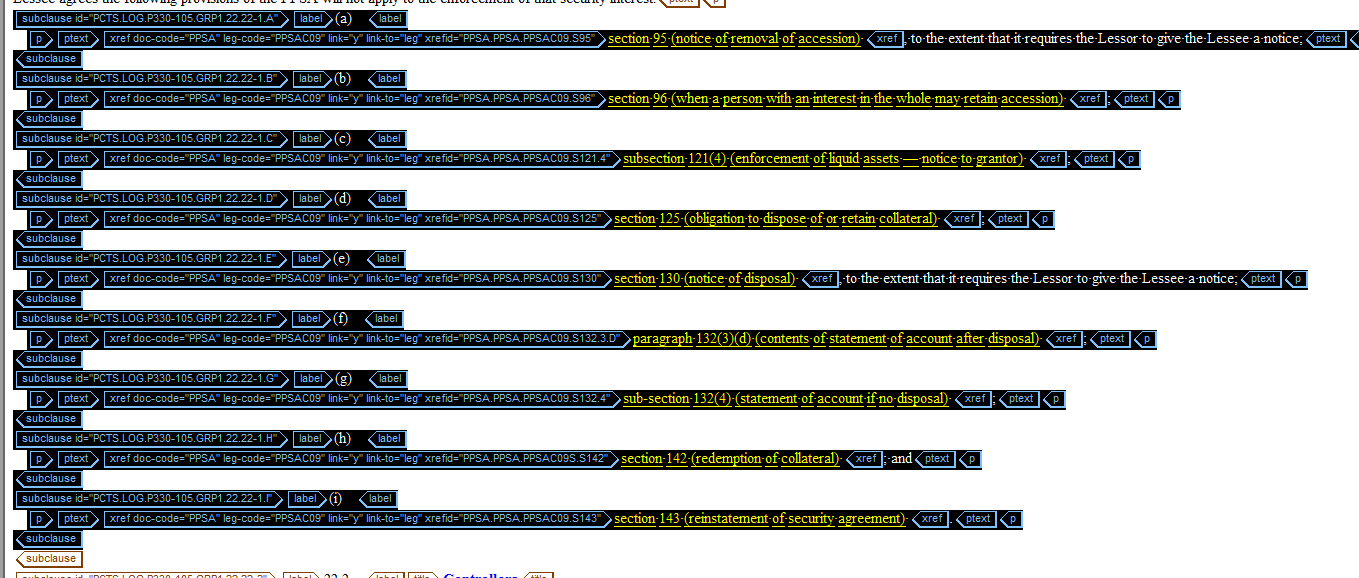 Lessee agrees the following provisions of the PPSA will not apply to the enforcement of that security interest: ptext p
subclause id="PCTS.LOG.P330-105.GRP1.22.22-1.A" label (a) label
p ptext xref doc-code="PPSA" leg-code="PPSAC09" link="y" link-to="leg" xrefid="PPSA.PPSA.PPSAC09.S95" section·95·(notice·of·removal·of·accession)· xref ,·to·the·extent·that·it·requires·the·Lessor·to·give·the·Lessee·a·notice; ptext
subclause
subclause id="PCTS.LOG.P330-105.GRP1.22.22-1.B" label (b) label
p ptext xref doc-code="PPSA" leg-code="PPSAC09" link="y" link-to="leg" xrefid="PPSA.PPSA.PPSAC09.S96" section·96·(when·a·person·with·an·interest·in·the·whole·may·retain·accession)· xref ; ptext p
subclause
subclause id="PCTS.LOG.P330-105.GRP1.22.22-1.C" label (c) label
p ptext xref doc-code="PPSA" leg-code="PPSAC09" link="y" link-to="leg" xrefid="PPSA.PPSA.PPSAC09.S121.4" subsection·121(4)·(enforcement·of·liquid·assets·—·notice·to·grantor)· xref ; ptext p
subclause
subclause id="PCTS.LOG.P330-105.GRP1.22.22-1.D" label (d) label
p ptext xref doc-code="PPSA" leg-code="PPSAC09" link="y" link-to="leg" xrefid="PPSA.PPSA.PPSAC09.S125" section·125·(obligation·to·dispose·of·or·retain·collateral)· xref ; ptext p
subclause
subclause id="PCTS.LOG.P330-105.GRP1.22.22-1.E" label (e) label
p ptext xref doc-code="PPSA" leg-code="PPSAC09" link="y" link-to="leg" xrefid="PPSA.PPSA.PPSAC09.S130" section·130·(notice·of·disposal)· xref ,·to·the·extent·that·it·requires·the·Lessor·to·give·the·Lessee·a·notice; ptext p
subclause
subclause id="PCTS.LOG.P330-105.GRP1.22.22-1.F" label (f) label
p ptext xref doc-code="PPSA" leg-code="PPSAC09" link="y" link-to="leg" xrefid="PPSA.PPSA.PPSAC09.S132.3.D" paragraph·132(3)(d)·(contents·of·statement·of·account·after·disposal)· xref ; ptext p
subclause
subclause id="PCTS.LOG.P330-105.GRP1.22.22-1.G" label (g) label
p ptext xref doc-code="PPSA" leg-code="PPSAC09" link="y" link-to="leg" xrefid="PPSA.PPSA.PPSAC09.S132.4" sub-section·132(4)·(statement·of·account·if·no·disposal)· xref ; ptext p
subclause
subclause id="PCTS.LOG.P330-105.GRP1.22.22-1.H" label (h) label
p ptext xref doc-code="PPSA" leg-code="PPSAC09" link="y" link-to="leg" xrefid="PPSA.PPSA.PPSAC09S.S142" section·142·(redemption·of·collateral)· xref ;·and ptext p
subclause
subclause id="PCTS.LOG.P330-105.GRP1.22.22-1.I" label (i) label
p ptext xref doc-code="PPSA" leg-code="PPSAC09" link="y" link-to="leg" xrefid="PPSA.PPSA.PPSAC09.S143" section·143·(reinstatement·of·security·agreement)· xref . ptext p
subclause
subclause
subclause id="PCTS.LOG.P330-105.GRP1.22.22-2" label 22.2 label title Controllers title